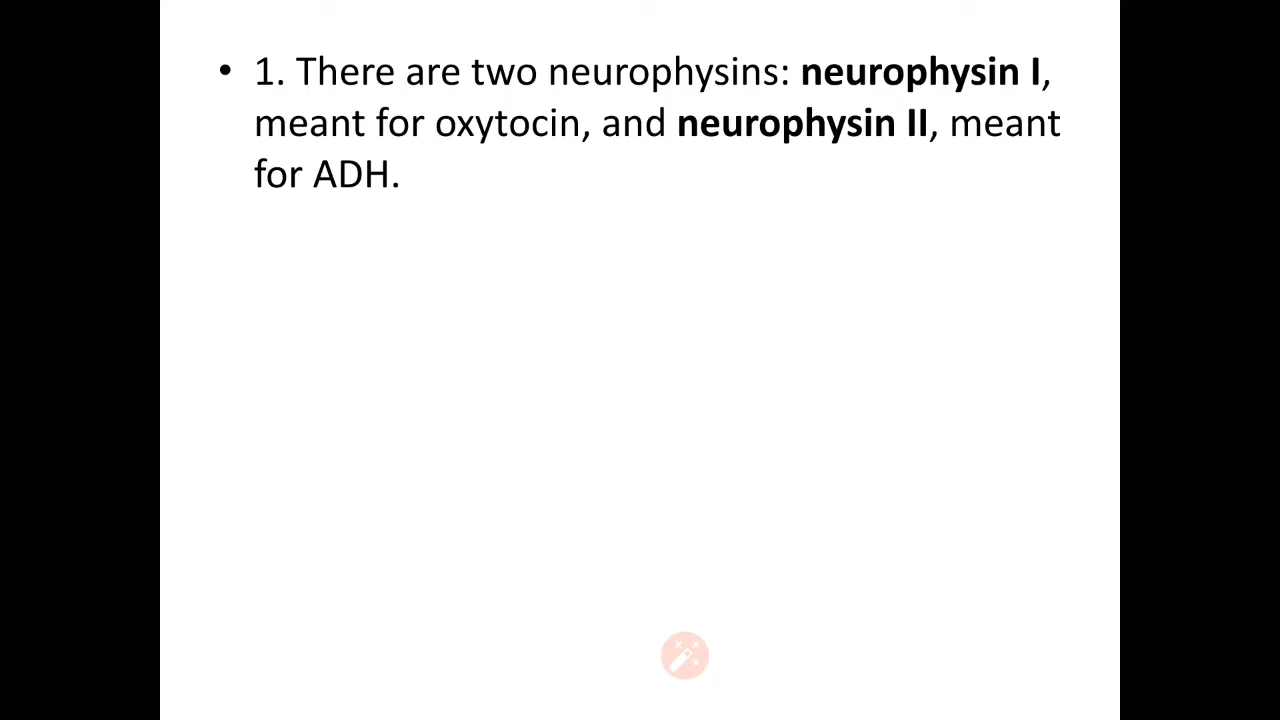 • 1. There are two neurophysins: neurophysin I,
meant for oxytocin, and neurophysin II, meant
for ADH.